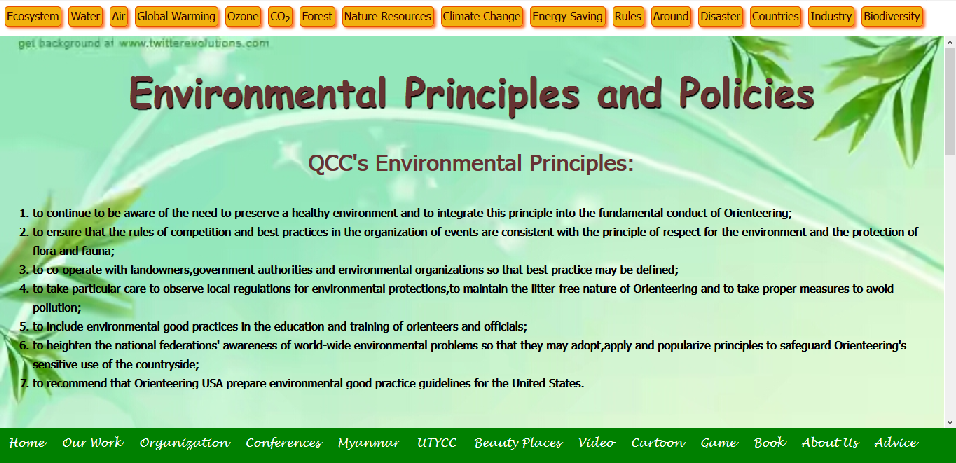 Ecosystem Water Air Global Warming Ozone CO2 Forest Nature Resources Climate Change Energy Saving Rules Around Disaster Countries Industry Biodiversity
get background at www.twitterevolutions.com
Environmental Principles and Policies
QCC's Environmental Principles:
1. to continue to be aware of the need to preserve a healthy environment and to integrate this principle into the fundamental conduct of Orienteering;
2. to ensure that the rules of competition and best practices in the organization of events are consistent with the principle of respect for the environment and the protection of
flora and fauna;
3. to co operate with landowners,government authorities and environmental organizations so that best practice may be defined;
4. to take particular care to observe local regulations for environmental protections,to maintain the litter free nature of Orienteering and to take proper measures to avoid
pollution;
5. to include environmental good practices in the education and training of orienteers and officials;
6. to heighten the national federations' awareness of world-wide environmental problems so that they may adopt,apply and popularize principles to safeguard Orienteering's
sensitive use of the countryside;
7. to recommend that Orienteering USA prepare environmental good practice guidelines for the United States.
Home Our Work Organization Conferences Myanmar UTYCC Beauty Places Video Cartoon Game Book About Us Advice